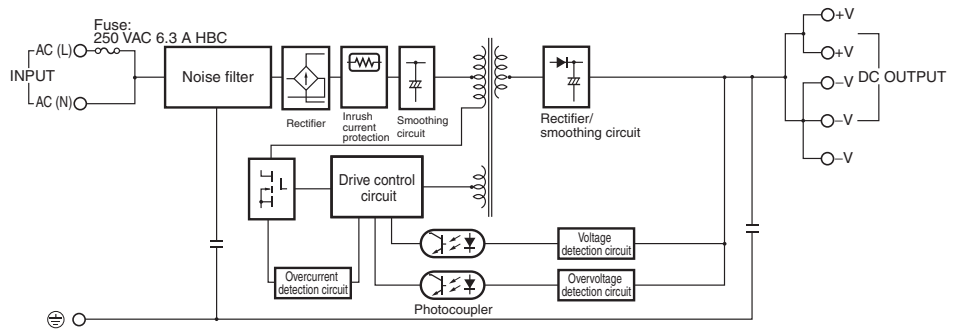 Fuse:
250 VAC 6.3 A HBC
AC (L)
INPUT
AC (N)
Noise filter
Rectifier
Inrush
current
protection
Smoothing
circuit
Rectifier/
smoothing circuit
+V
+V
−V
DC OUTPUT
−V
−V
Drive control
circuit
Overcurrent
detection circuit
Voltage
detection circuit
Overvoltage
detection circuit
Photocoupler